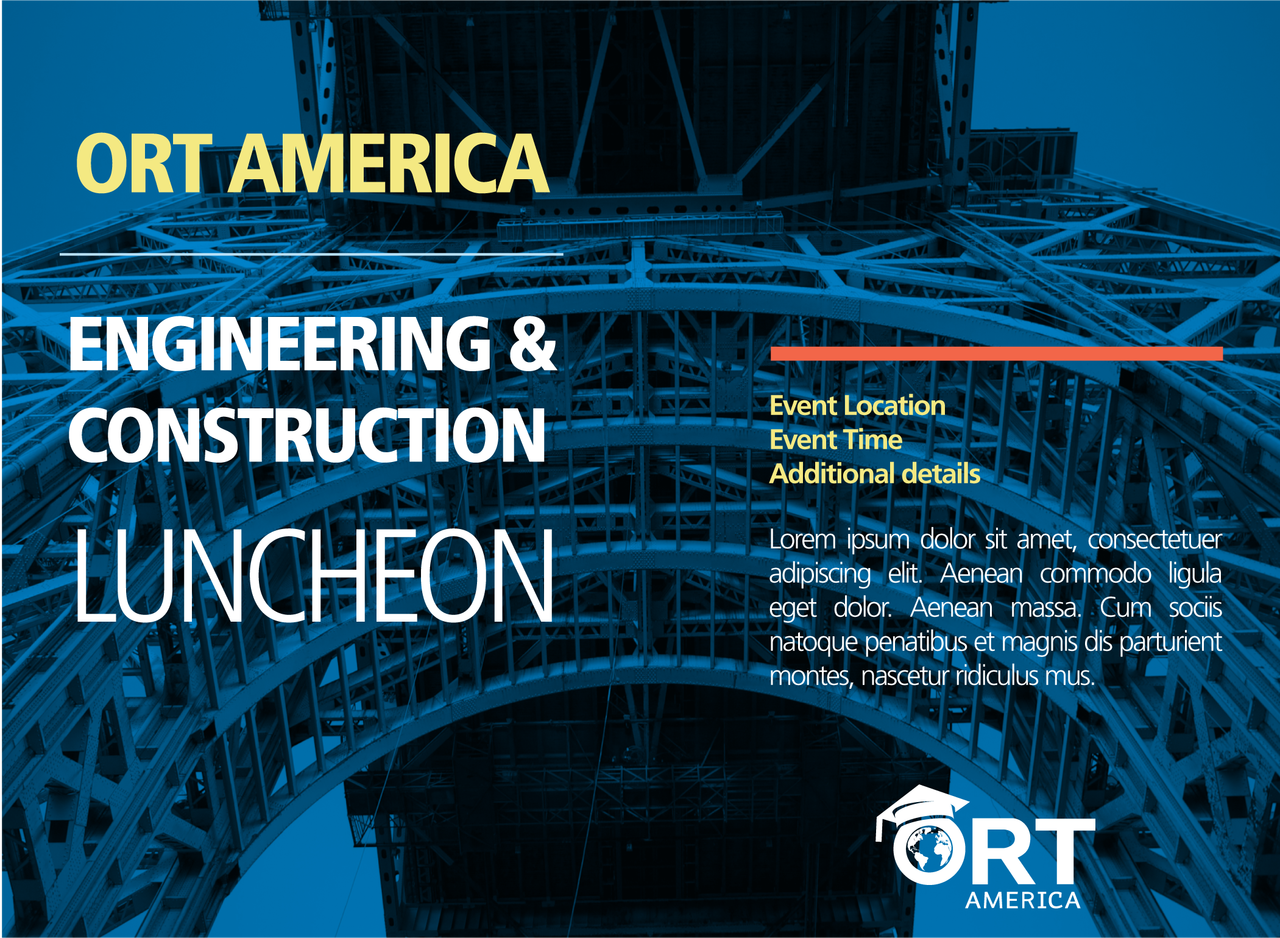 ORT AMERICA
ENGINEERING &
CONSTRUCTION
LUNCHEON
Event Location
Event Time
Additional details
Lorem ipsum dolor sit amet, consectetuer
adipiscing elit. Aenean commodo ligula
eget dolor. Aenean massa. Cum sociis
natoque penatibus et magnis dis parturient
montes, nascetur ridiculus mus.
ORT
AMERICA